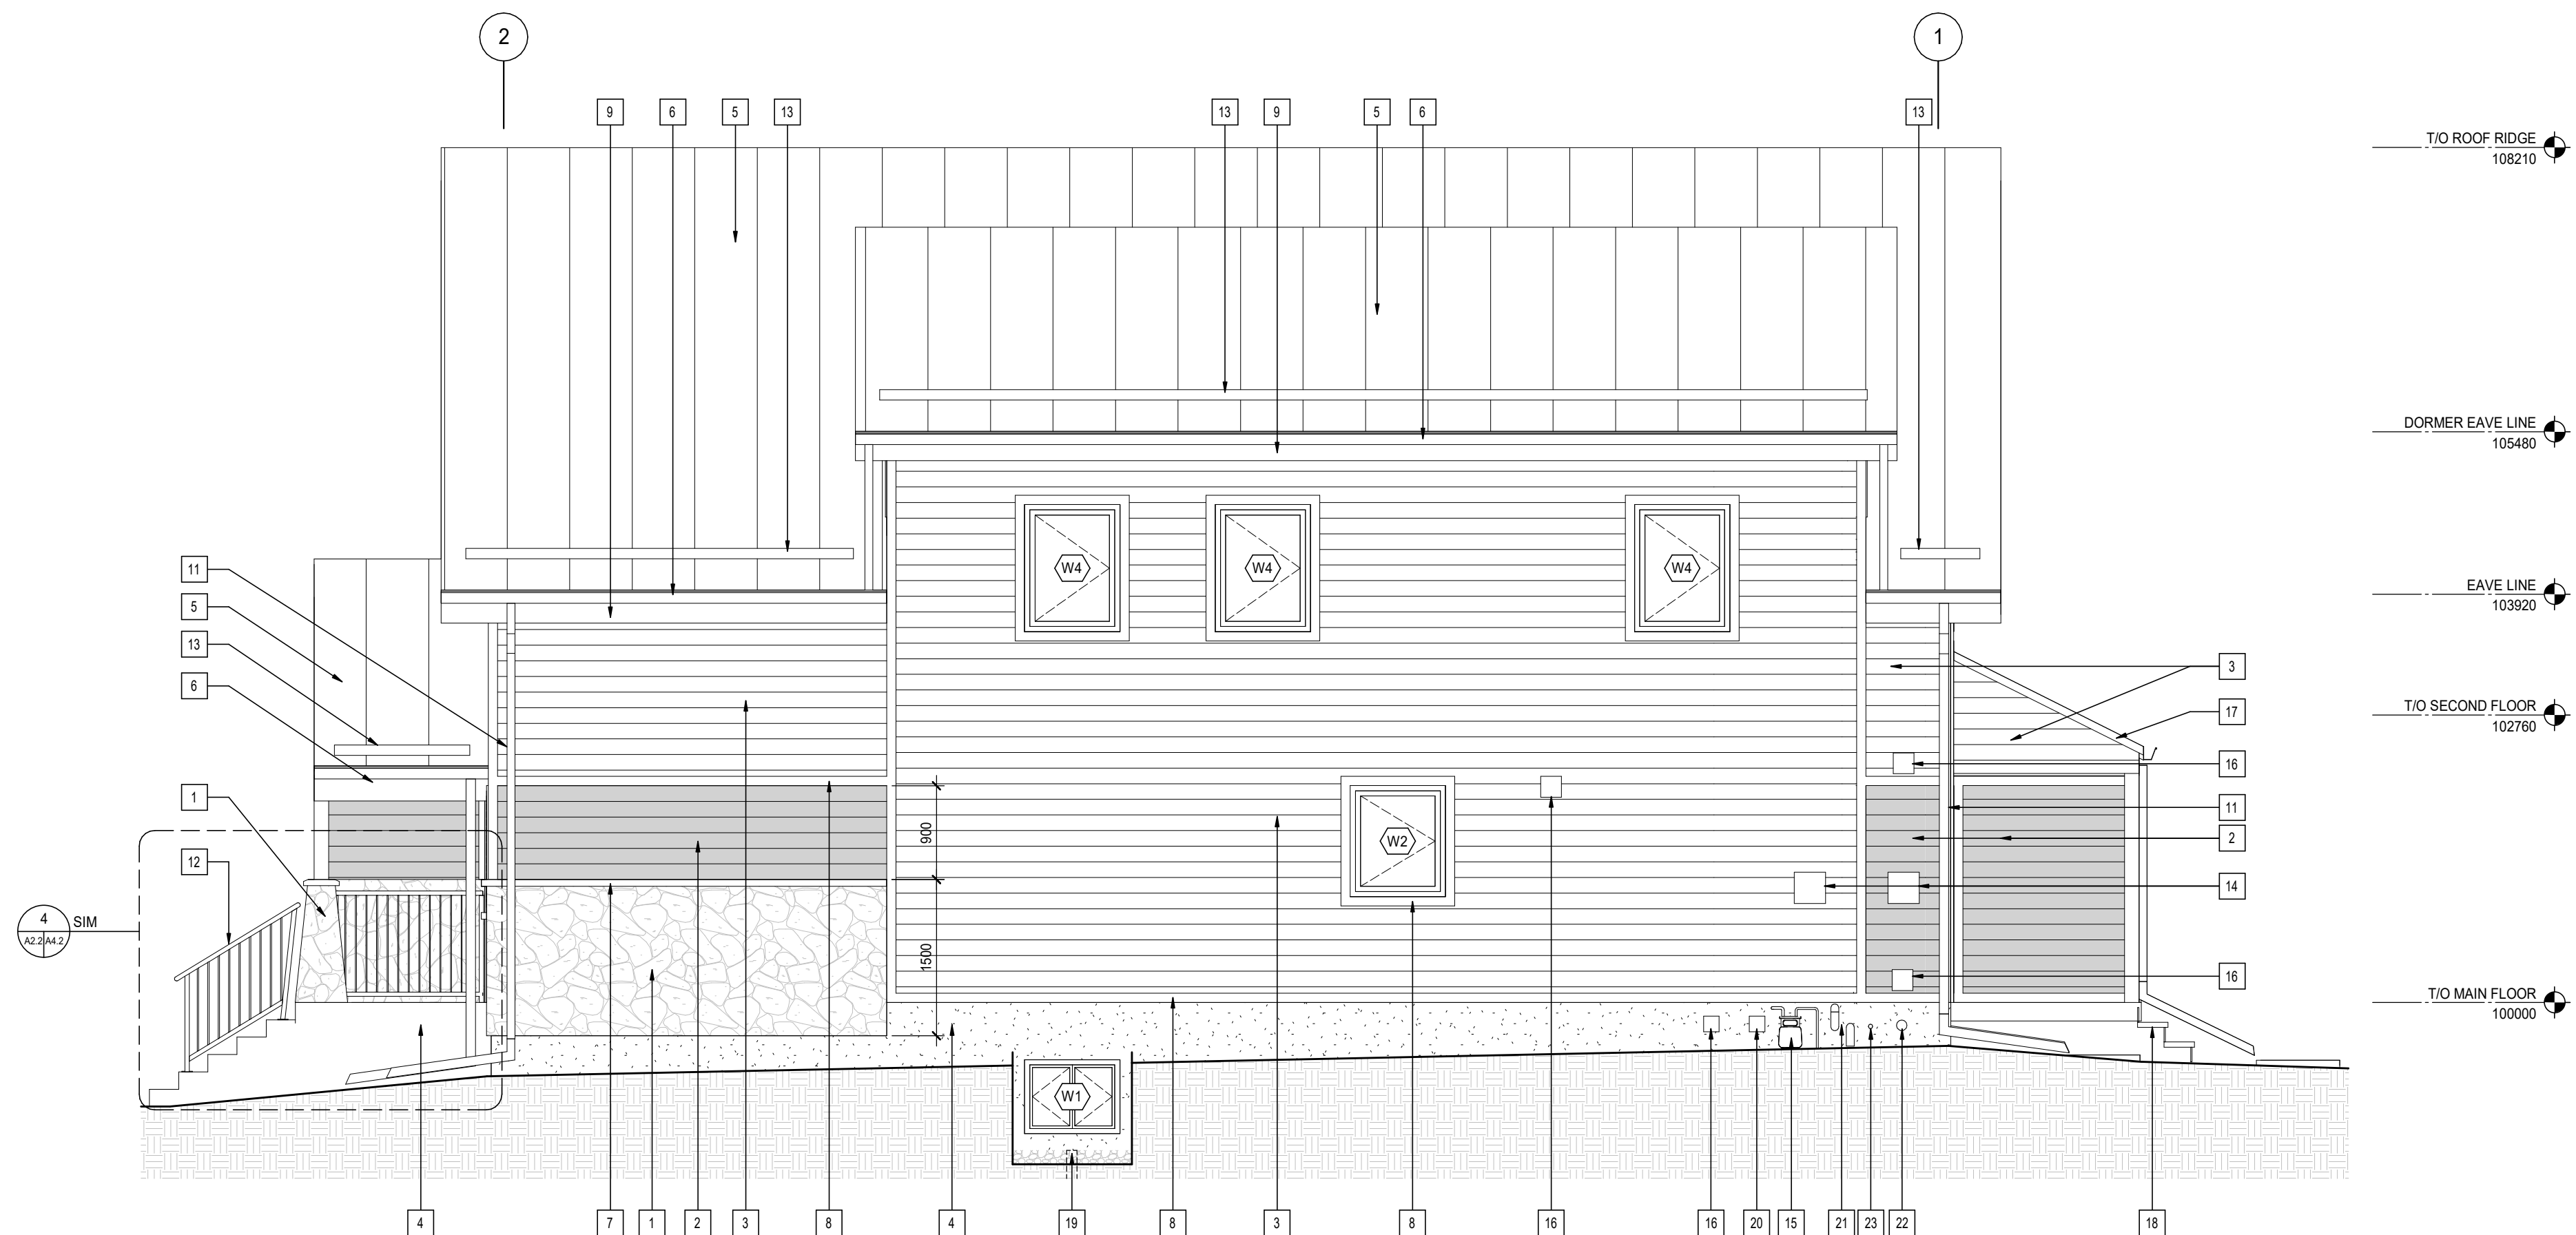 2 1
9 6 5 13 13 9 5 6 13
T/O ROOF RIDGE
108210
DORMER EAVE LINE
105480
11
W4 W4 W4
EAVE LINE
103920
5
13
6
3
17
T/O SECOND FLOOR
102760
16
1
11
900
2
W2
12
14
4 SIM
A2.2 A4.2
1500
16
T/O MAIN FLOOR
100000
W1
4 7 1 2 3 8 4 19 8 3 8 16 16 20 15 21 23 22 18